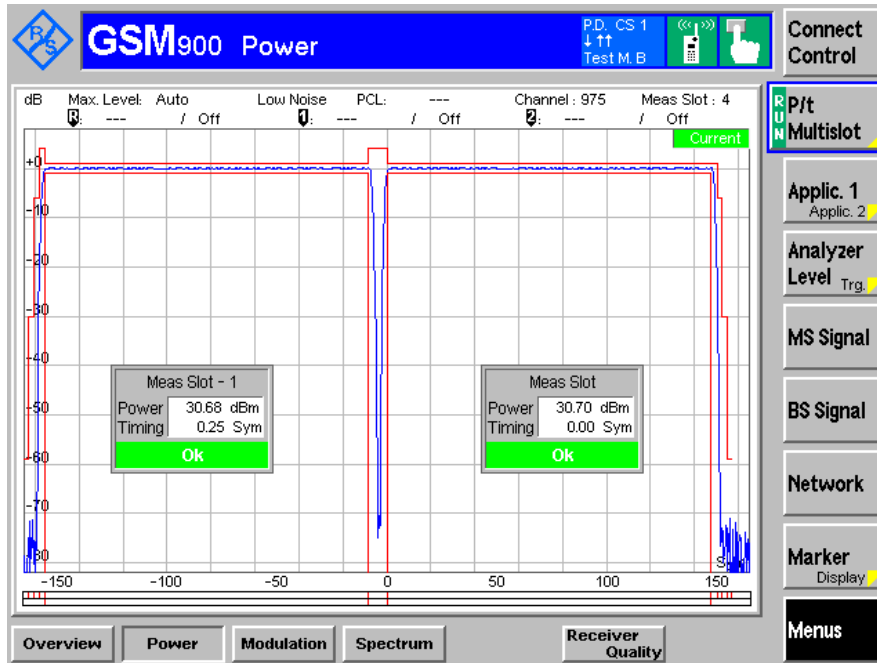 R/S
GSM900 Power
P.D. CS 1
↓ ↑↑
Test M. B
Connect
Control
dB Max. Level: Auto Low Noise PCL: --- Channel : 975 Meas Slot : 4
R: --- / Off 1: --- / Off 2: --- / Off
Current
RUN
P/t
Multislot
Applic. 1
Applic. 2
Analyzer
Level Trg.
MS Signal
BS Signal
Network
Marker
Display
Menus
+0
-10
-20
-30
-40
-50
-60
-70
-80
Meas Slot - 1
Power 30.68 dBm
Timing 0.25 Sym
Ok
Meas Slot
Power 30.70 dBm
Timing 0.00 Sym
Ok
-150 -100 -50 0 50 100 150
Overview Power Modulation Spectrum Receiver
Quality